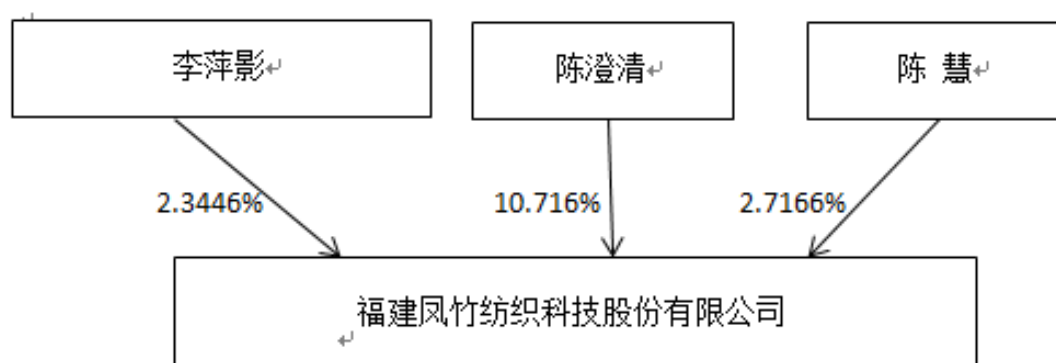 李萍影
陈澄清
陈 慧
2.3446%
10.716%
2.7166%
福建凤竹纺织科技股份有限公司